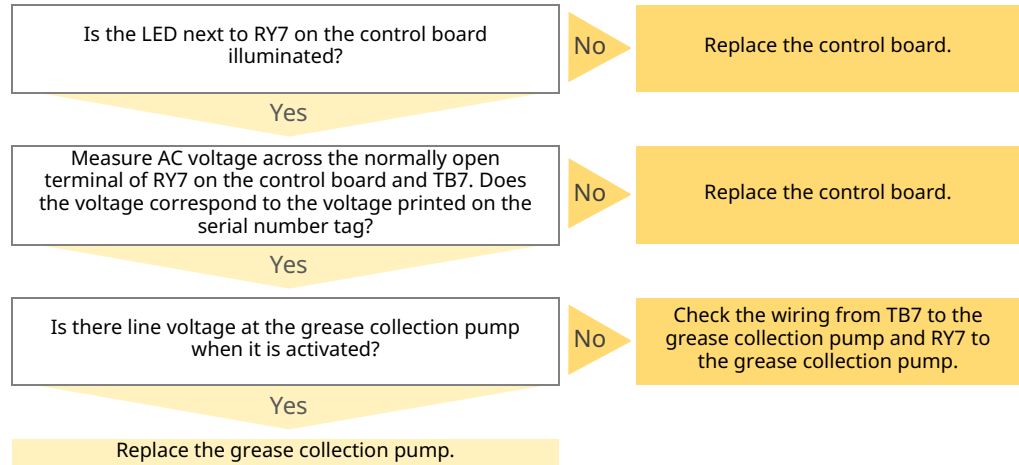 Is the LED next to RY7 on the control board
illuminated?
No
Replace the control board.
Yes
Measure AC voltage across the normally open
terminal of RY7 on the control board and TB7. Does
the voltage correspond to the voltage printed on the
serial number tag?
No
Replace the control board.
Yes
Is there line voltage at the grease collection pump
when it is activated?
No
Check the wiring from TB7 to the
grease collection pump and RY7 to
the grease collection pump.
Yes
Replace the grease collection pump.